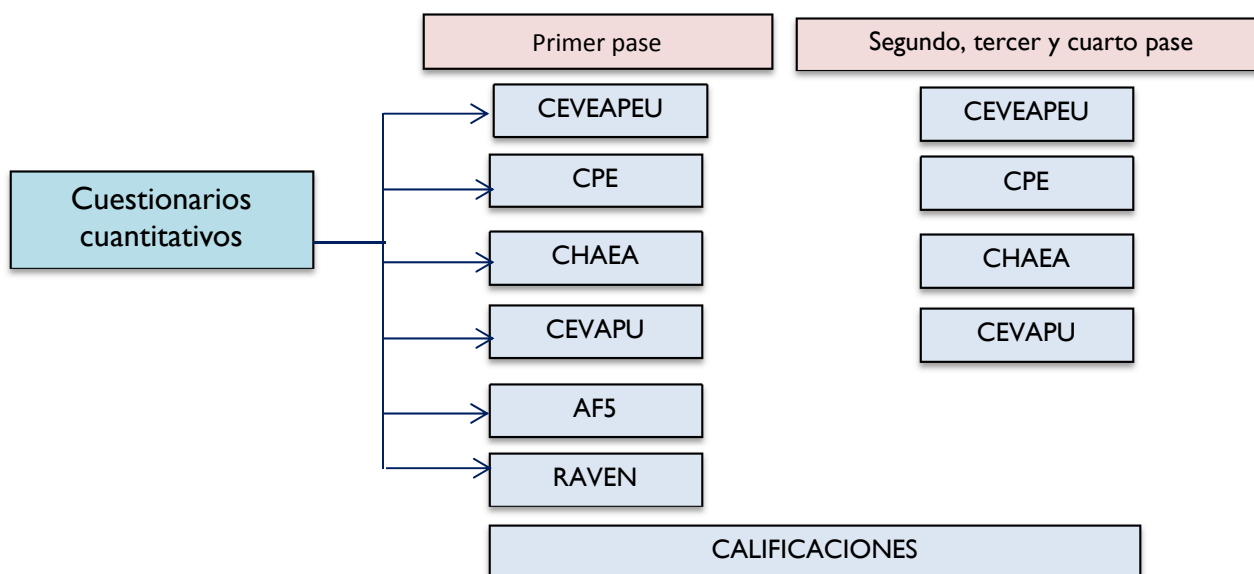 Primer pase
Segundo, tercer y cuarto pase
CEVEAPEU
CEVEAPEU
Cuestionarios
cuantitativos
CPE
CPE
CHAEA
CHAEA
CEVAPU
CEVAPU
AF5
RAVEN
CALIFICACIONES